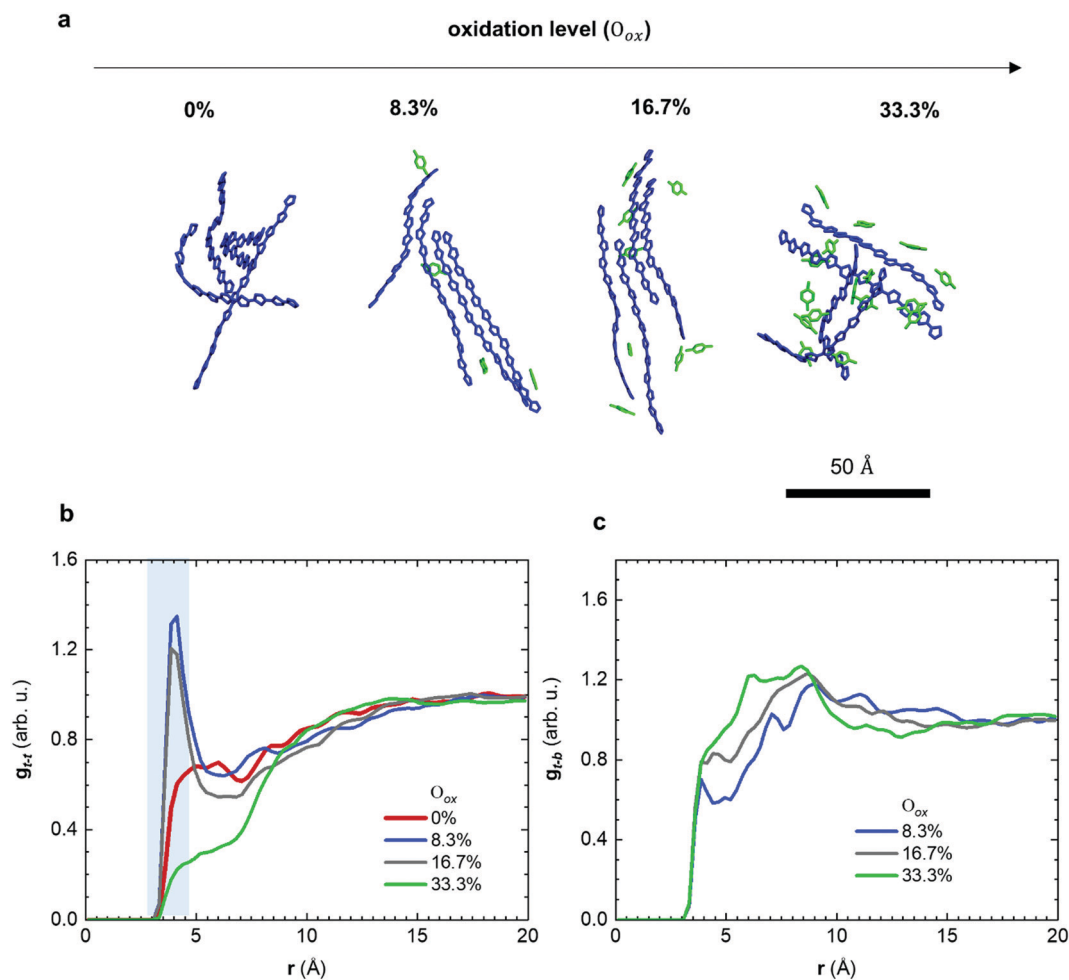 a
oxidation level (O_ox)
0%
8.3%
16.7%
33.3%
50 Å
b
c
1.6
1.2
0.8
0.4
0.0
g_t-t (arb. u.)
O_ox
0%
8.3%
16.7%
33.3%
0 5 10 15 20
r (Å)
1.6
1.2
0.8
0.4
0.0
g_t-b (arb. u.)
O_ox
8.3%
16.7%
33.3%
0 5 10 15 20
r (Å)